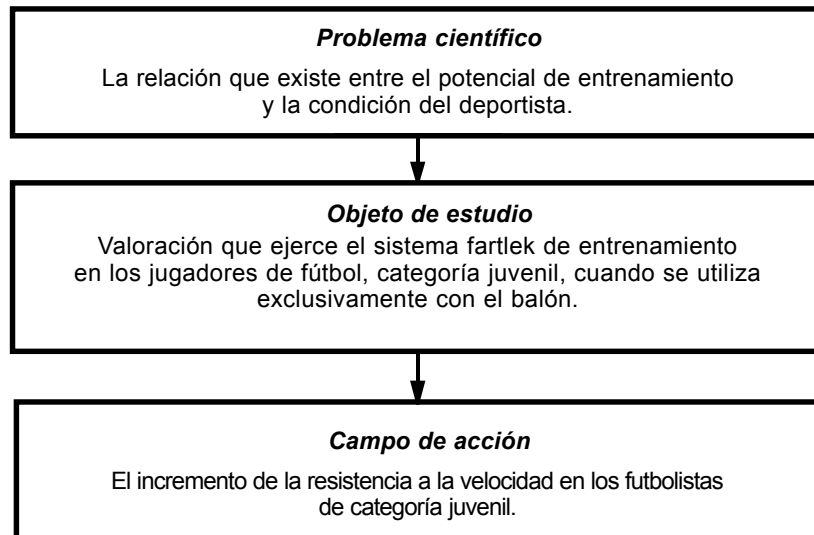 Problema científico
La relación que existe entre el potencial de entrenamiento
y la condición del deportista.
Objeto de estudio
Valoración que ejerce el sistema fartlek de entrenamiento
en los jugadores de fútbol, categoría juvenil, cuando se utiliza
exclusivamente con el balón.
Campo de acción
El incremento de la resistencia a la velocidad en los futbolistas
de categoría juvenil.